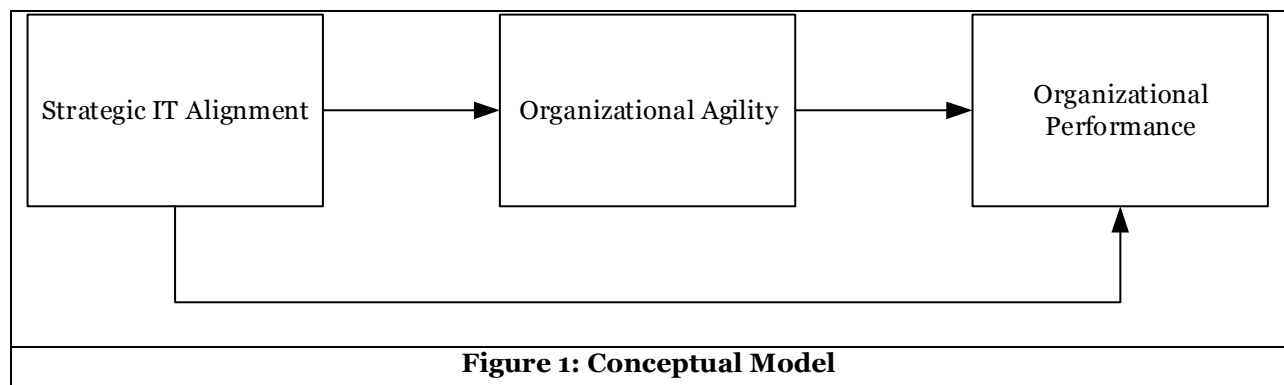 Strategic IT Alignment
Organizational Agility
Organizational
Performance
Figure 1: Conceptual Model